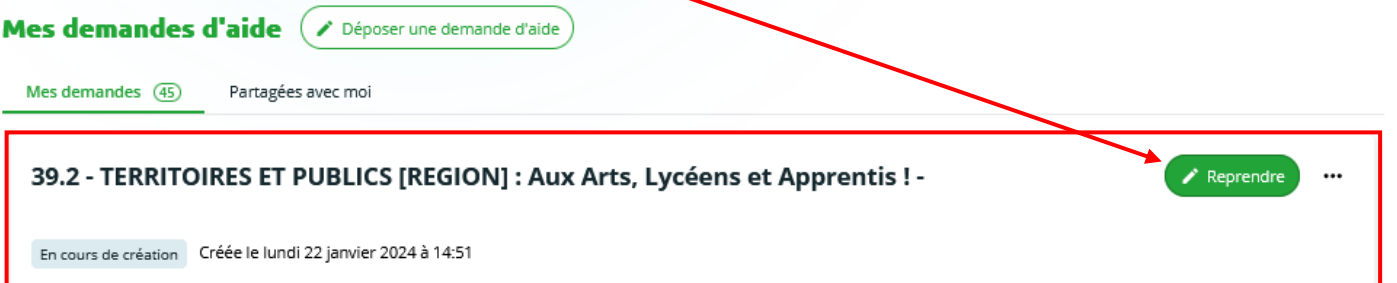 Mes demandes d'aide Déposer une demande d'aide
Mes demandes 45 Partagées avec moi
39.2 - TERRITOIRES ET PUBLICS [REGION] : Aux Arts, Lycéens et Apprentis ! - Reprendre ...
En cours de création Créée le lundi 22 janvier 2024 à 14:51